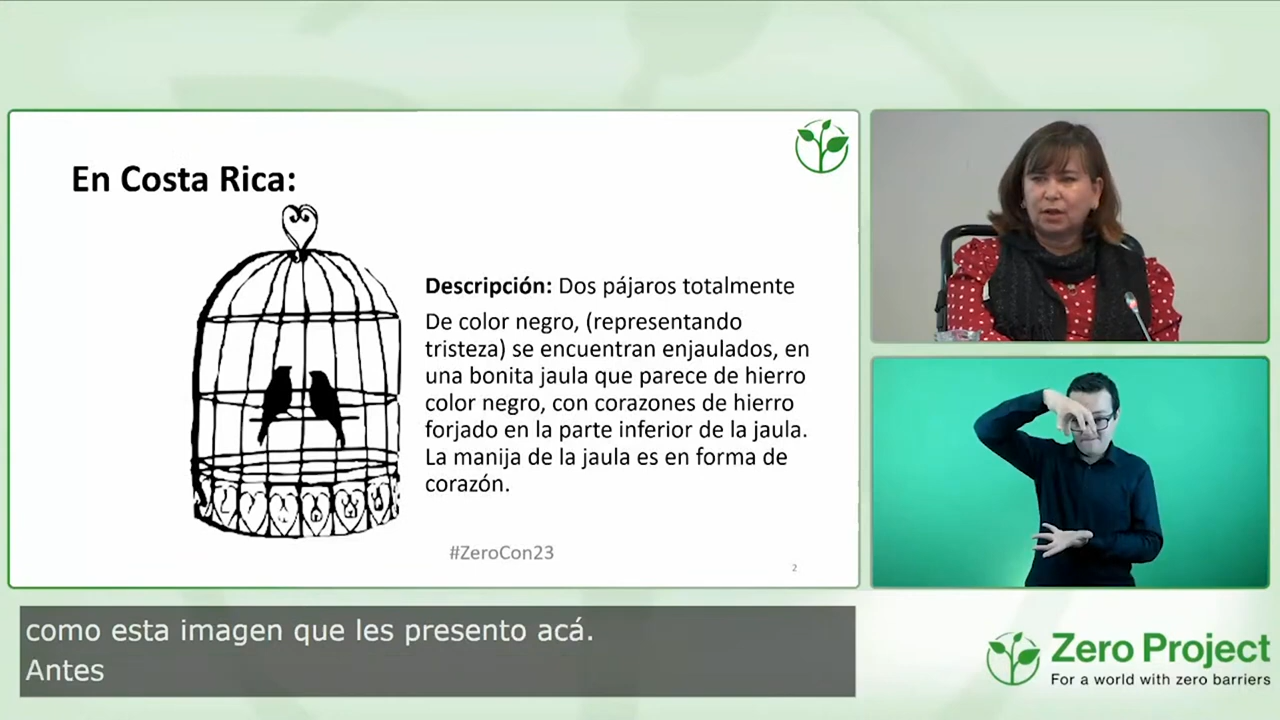 En Costa Rica:
Descripción: Dos pájaros totalmente
De color negro, (representando
tristeza) se encuentran enjaulados, en
una bonita jaula que parece de hierro
color negro, con corazones de hierro
forjado en la parte inferior de la jaula.
La manija de la jaula es en forma de
corazón.
#ZeroCon23
2
como esta imagen que les presento acá.
Antes
Zero Project
For a world with zero barriers